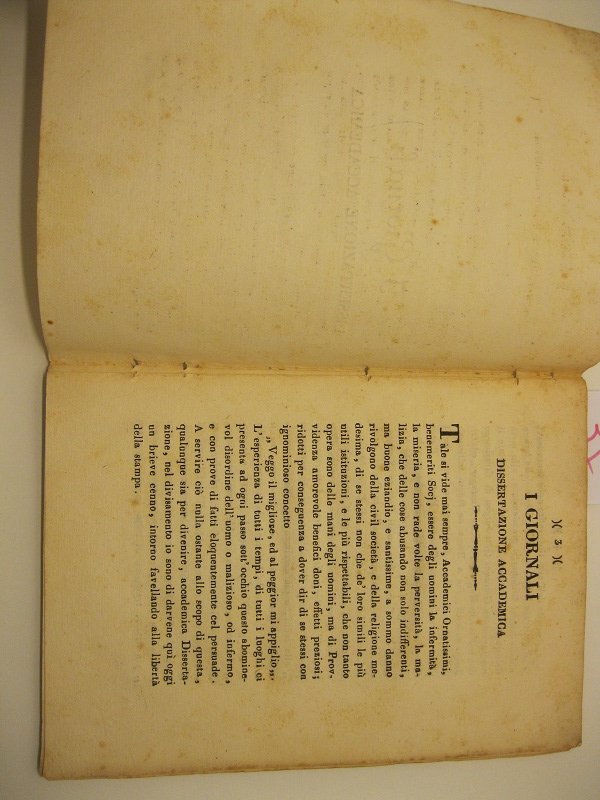 )( 3 )(
I GIORNALI
DISSERTAZIONE ACCADEMICA
Tale si vide mai sempre, Accademici Ornatissimi,
benemeriti Socj, essere degli uomini la infermità,
la miseria, e non rade volte la perversità, la ma-
lizia, che delle cose abusando non solo indifferenti,
ma buone eziandio, e santissime, a sommo danno
rivolgono della civil società, e della religione me-
desima, di se stessi non che de' loro simili le più
utili istituzioni, e le più rispettabili, che non tanto
opera sono delle mani degli uomini, ma di Prov-
videnza amorevole benefici doni, effetti preziosi;
ridotti per conseguenza a dover dir di se stessi con
ignominioso concetto
„Veggo il migliore, ed al peggior mi appiglio„.
L' esperienza di tutti i tempi, di tutti i luoghi ci
presenta ad ogni passo sott' occhio questo abomine-
vol disordine dell' uomo o malizioso, od infermo,
e con prove di fatti eloquentemente cel persuade.
A servire ciò nulla ostante allo scopo di questa,
qualunque sia per divenire, accademica Disserta-
zione, nel divisamento io sono di darvene quì oggi
un brieve cenno, intorno favellando alla libertà
della stampa.